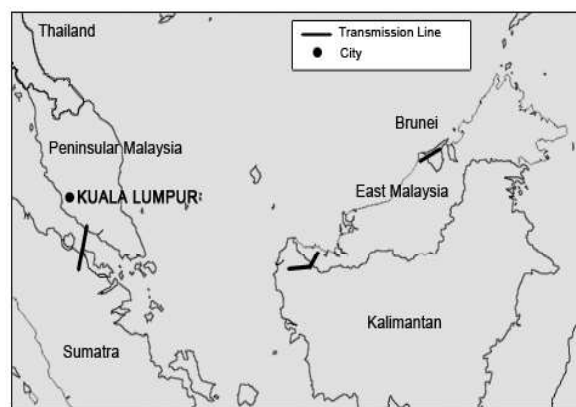 Thailand
Transmission Line
City
Brunei
Peninsular Malaysia
East Malaysia
KUALA LUMPUR
Kalimantan
Sumatra